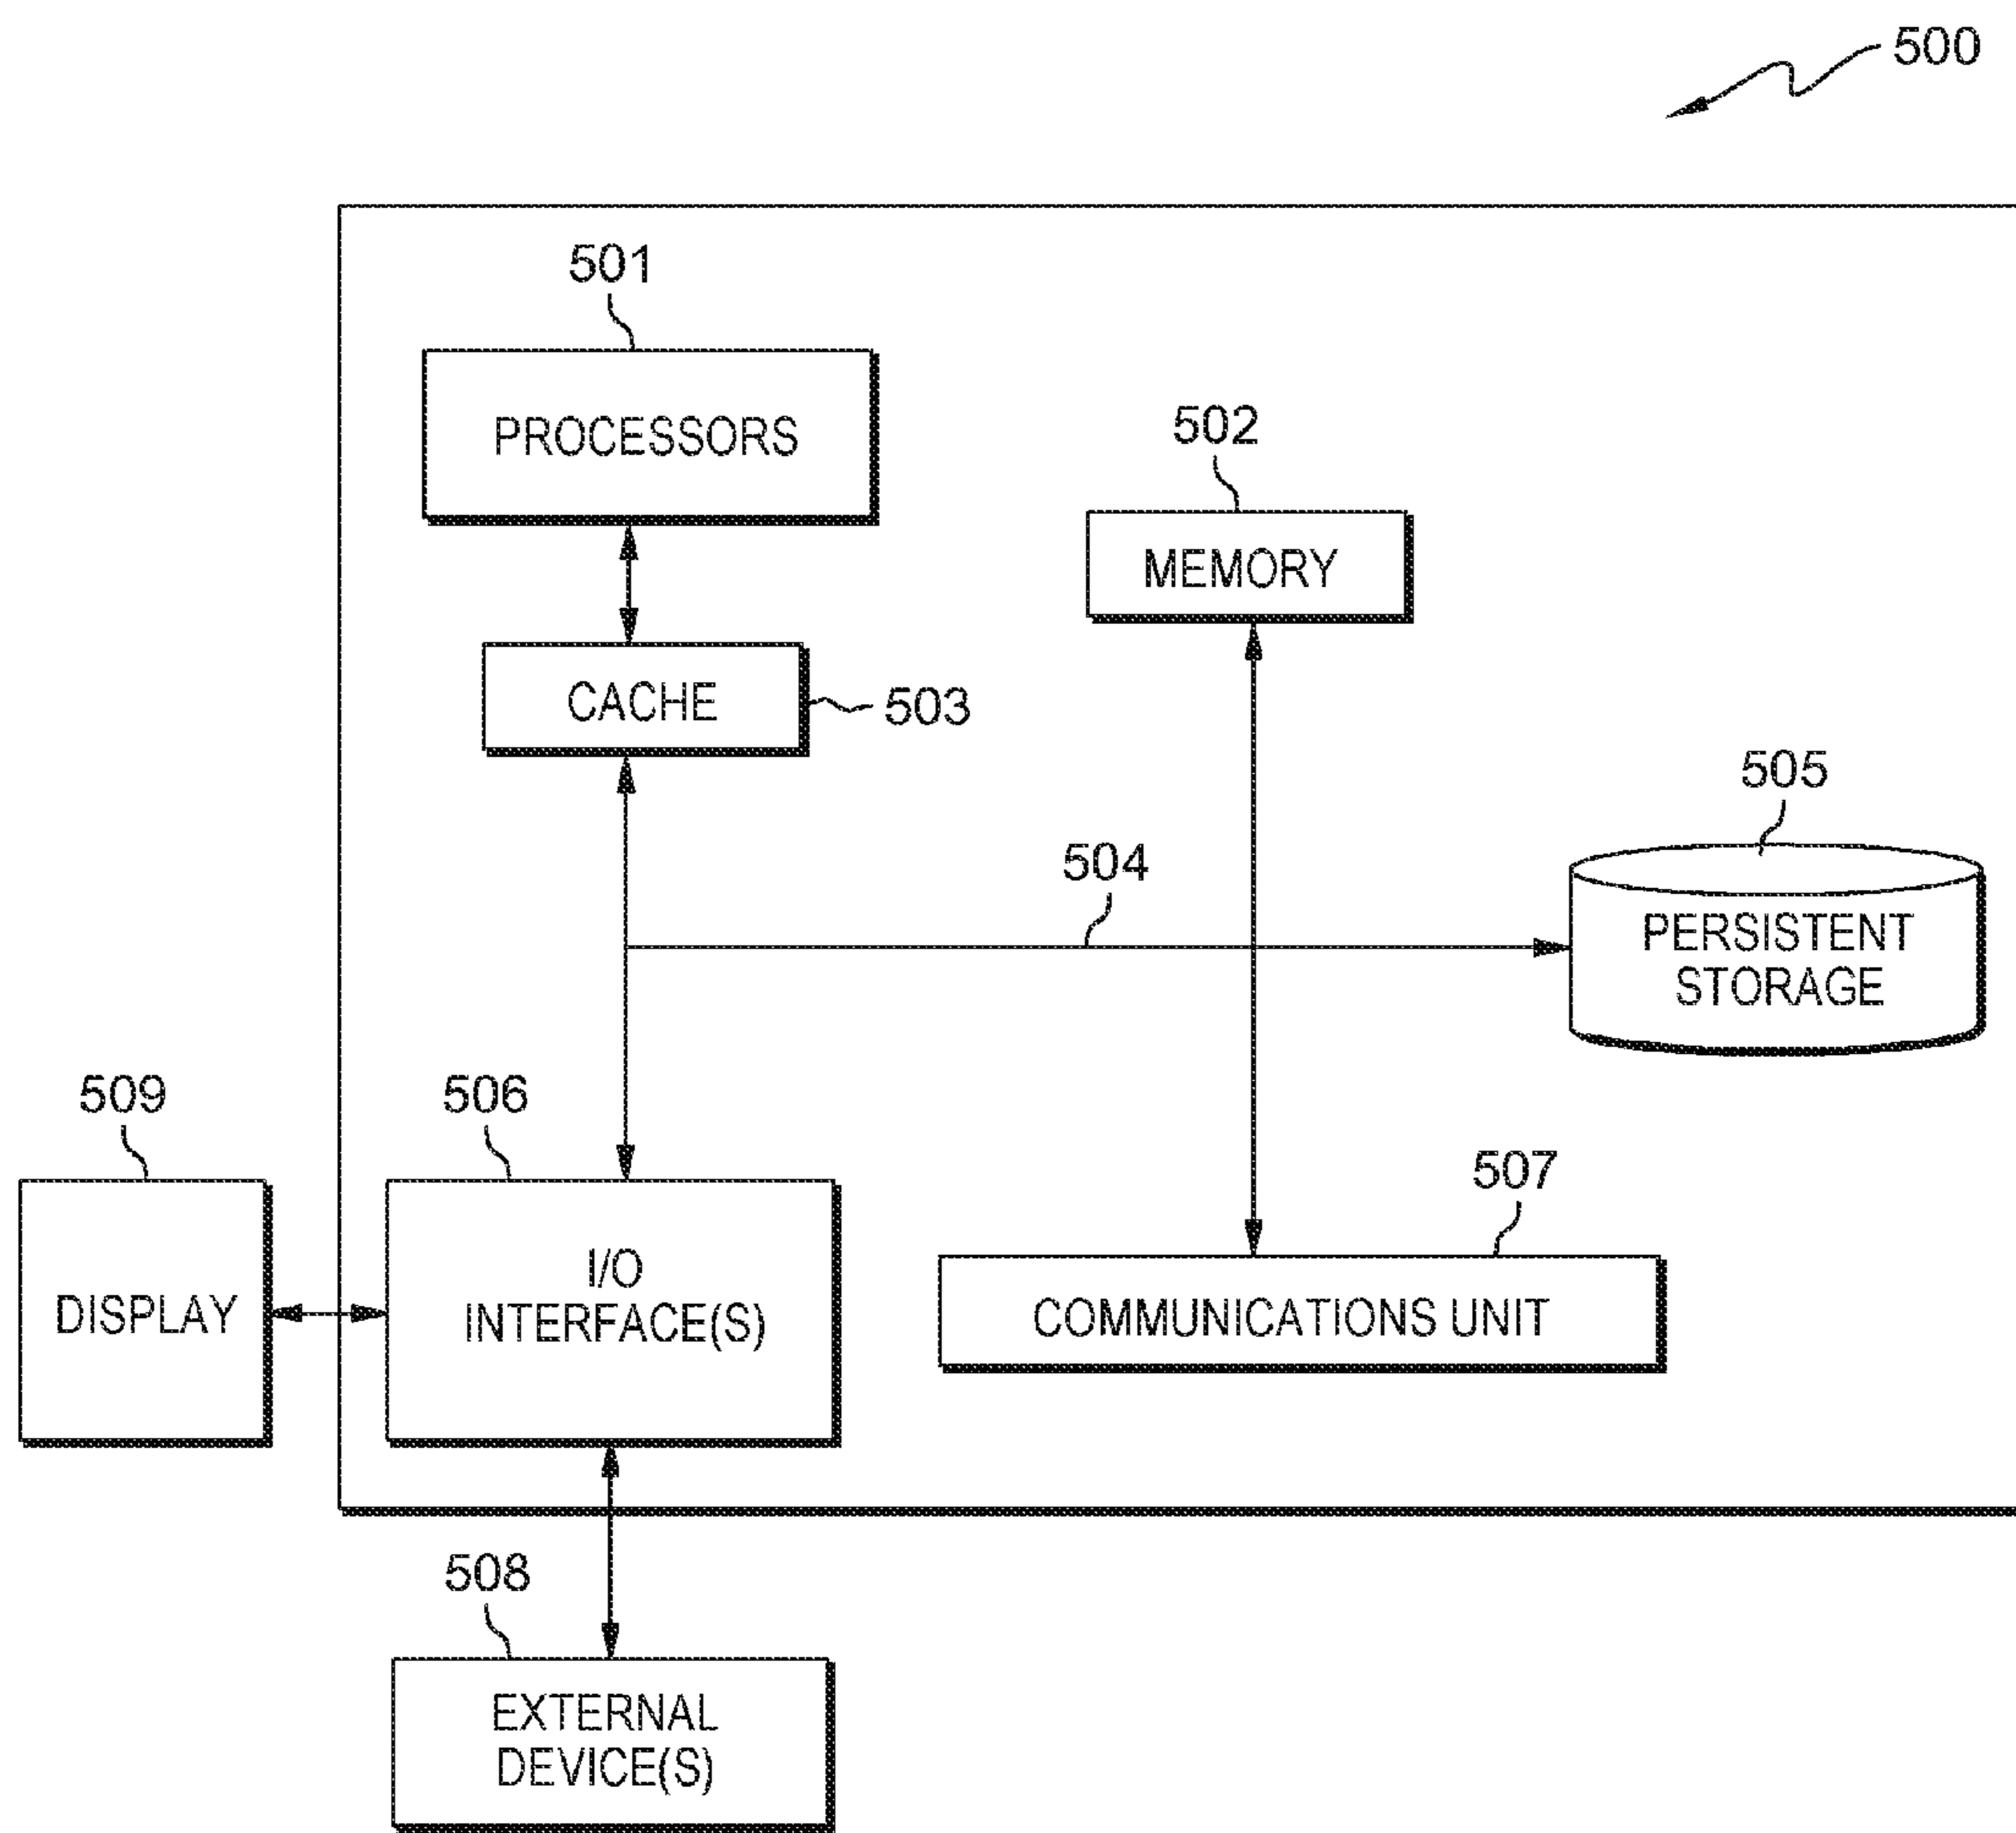 500
501
PROCESSORS
502
MEMORY
CACHE
503
505
504
PERSISTENT
STORAGE
509
506
507
I/O
INTERFACE(S)
DISPLAY
COMMUNICATIONS UNIT
508
EXTERNAL
DEVICE(S)